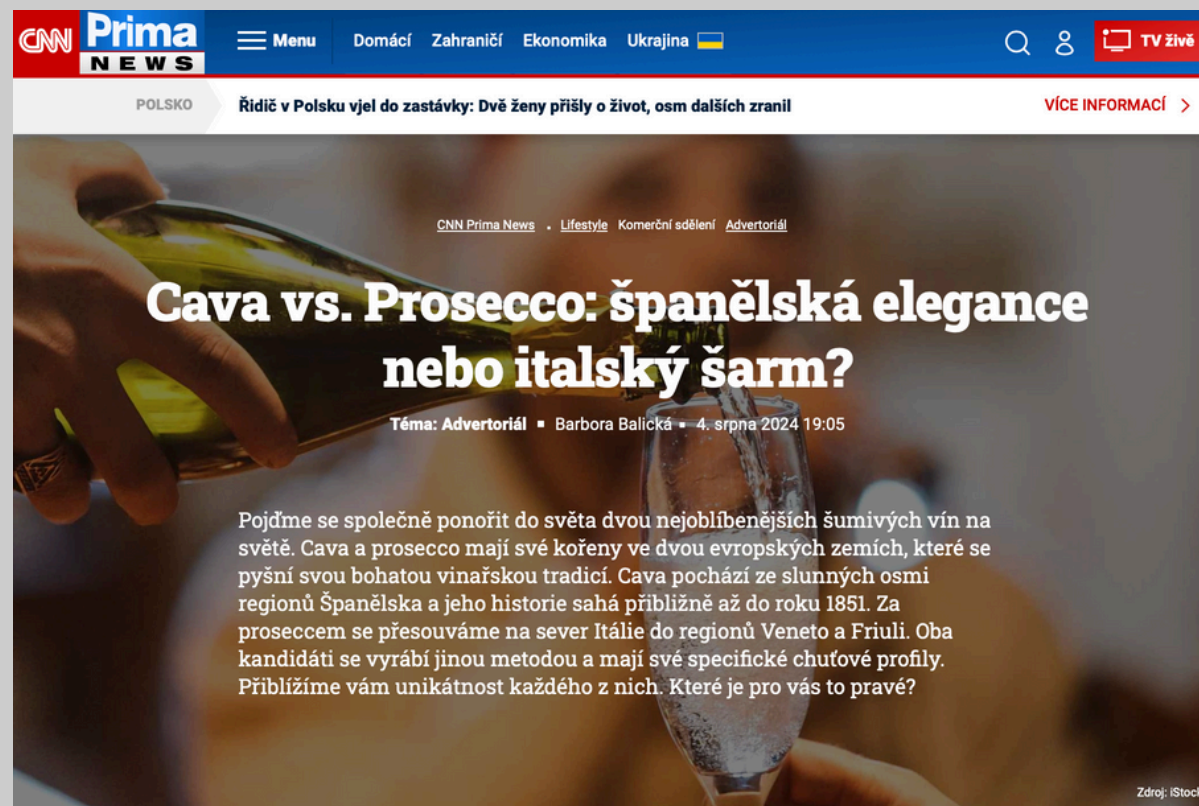 CNN Prima NEWS
Menu Domácí Zahraničí Ekonomika Ukrajina TV živě
POLSKO Řidič v Polsku vjel do zastávky: Dvě ženy přišly o život, osm dalších zranil VÍCE INFORMACÍ
CNN Prima News . Lifestyle Komerční sdělení Advertoriál
Cava vs. Prosecco: španělská elegance
nebo italský šarm?
Téma: Advertoriál ▪ Barbora Balická ▪ 4. srpna 2024 19:05
Pojďme se společně ponořit do světa dvou nejoblíbenějších šumivých vín na
světě. Cava a prosecco mají své kořeny ve dvou evropských zemích, které se
pyšní svou bohatou vinařskou tradicí. Cava pochází ze slunných osmi
regionů Španělska a jeho historie sahá přibližně až do roku 1851. Za
proseccem se přesouváme na sever Itálie do regionů Veneto a Friuli. Oba
kandidáti se vyrábí jinou metodou a mají své specifické chuťové profily.
Přiblížíme vám unikátnost každého z nich. Které je pro vás to pravé?
Zdroj: iStock